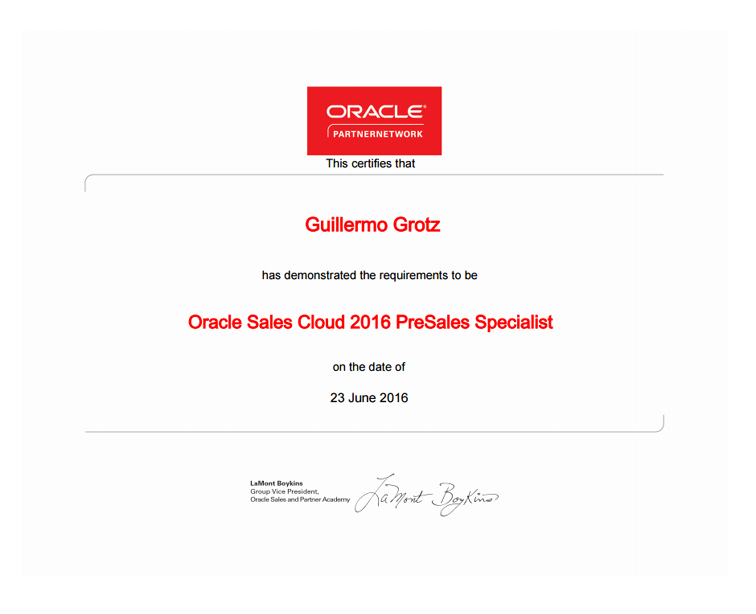 ORACLE®
PARTNERNETWORK
This certifies that
Guillermo Grotz
has demonstrated the requirements to be
Oracle Sales Cloud 2016 PreSales Specialist
on the date of
23 June 2016
LaMont Boykins
Group Vice President,
Oracle Sales and Partner Academy
LaMont Boykins